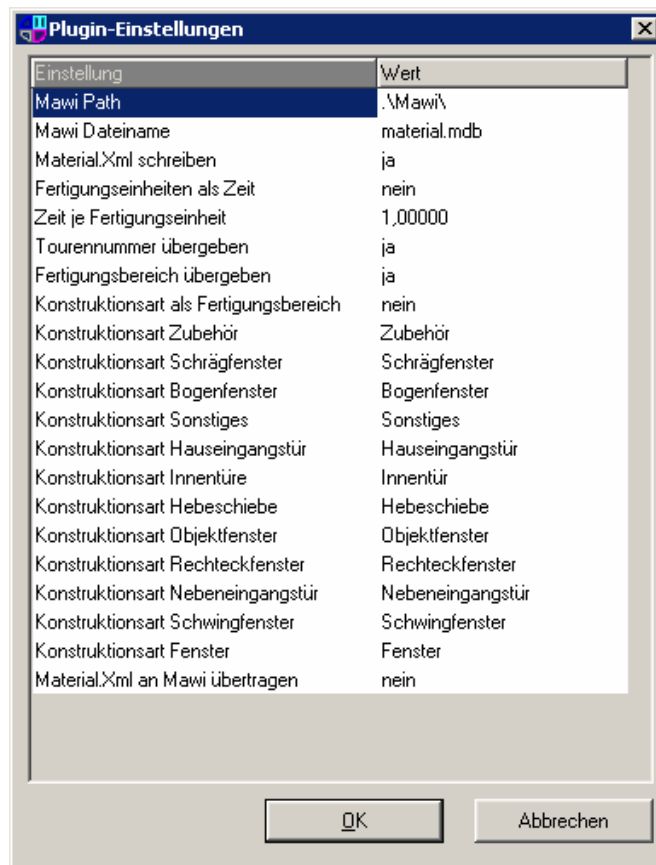 Plugin-Einstellungen
Einstellung Wert
Mawi Path .\Mawi\
Mawi Dateiname material.mdb
Material.Xml schreiben ja
Fertigungseinheiten als Zeit nein
Zeit je Fertigungseinheit 1,00000
Tourennummer übergeben ja
Fertigungsbereich übergeben ja
Konstruktionsart als Fertigungsbereich nein
Konstruktionsart Zubehör Zubehör
Konstruktionsart Schrägfenster Schrägfenster
Konstruktionsart Bogenfenster Bogenfenster
Konstruktionsart Sonstiges Sonstiges
Konstruktionsart Hauseingangstür Hauseingangstür
Konstruktionsart Innentüre Innentür
Konstruktionsart Hebeschiebe Hebeschiebe
Konstruktionsart Objektfenster Objektfenster
Konstruktionsart Rechteckfenster Rechteckfenster
Konstruktionsart Nebeneingangstür Nebeneingangstür
Konstruktionsart Schwingfenster Schwingfenster
Konstruktionsart Fenster Fenster
Material.Xml an Mawi übertragen nein
OK Abbrechen